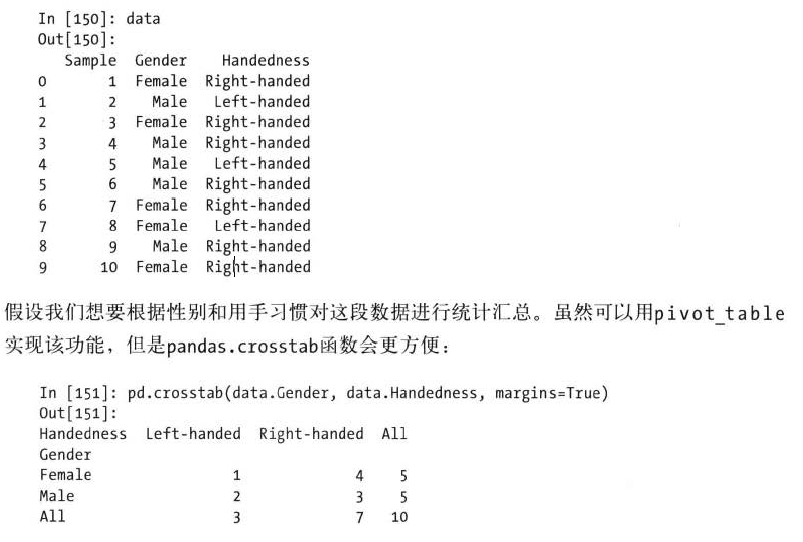 In [150]: data
Out[150]:
Sample Gender Handedness
0 1 Female Right-handed
1 2 Male Left-handed
2 3 Female Right-handed
3 4 Male Right-handed
4 5 Male Left-handed
5 6 Male Right-handed
6 7 Female Right-handed
7 8 Female Left-handed
8 9 Male Right-handed
9 10 Female Right-handed
假设我们想要根据性别和用手习惯对这段数据进行统计汇总。虽然可以用pivot_table
实现该功能，但是pandas.crosstab函数会更方便：
In [151]: pd.crosstab(data.Gender, data.Handedness, margins=True)
Out[151]:
Handedness Left-handed Right-handed All
Gender
Female 1 4 5
Male 2 3 5
All 3 7 10